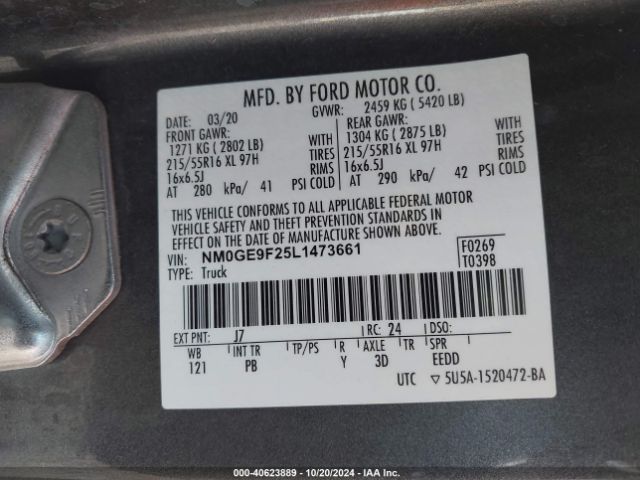 MFD. BY FORD MOTOR CO.
DATE: 03/20 GVWR: 2459 KG ( 5420 LB)
FRONT GAWR: REAR GAWR:
1271 KG ( 2802 LB) WITH 1304 KG ( 2875 LB) WITH
215/55R16 XL 97H TIRES 215/55R16 XL 97H TIRES
16x6.5J RIMS 16x6.5J RIMS
AT 280 kPa/ 41 PSI COLD AT 290 kPa/ 42 PSI COLD
THIS VEHICLE CONFORMS TO ALL APPLICABLE FEDERAL MOTOR
VEHICLE SAFETY AND THEFT PREVENTION STANDARDS IN
EFFECT ON THE DATE OF MANUFACTURE SHOWN ABOVE.
VIN: NM0GE9F25L1473661 F0269
TYPE: Truck T0398
EXT PNT: J7 RC: 24 DSO:
WB INT TR TP/PS R AXLE TR SPR
121 PB Y 3D EEDD
UTC ▽ 5U5A-1520472-BA
000-40623889 - 10/20/2024 - IAA Inc.